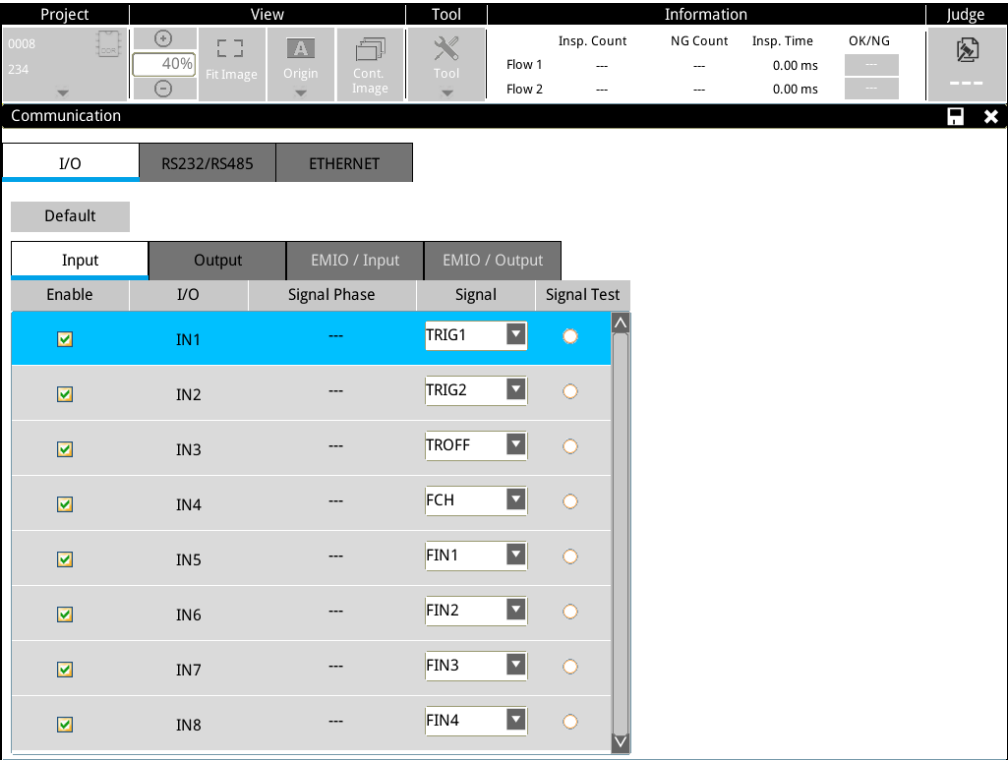 Project View Tool Information Judge
0008
234
40%
Fit Image
A
Origin
Cont.
Image
Tool
Insp. Count NG Count Insp. Time OK/NG
Flow 1 --- --- 0.00 ms ---
Flow 2 --- --- 0.00 ms ---
---
Communication
I/O RS232/RS485 ETHERNET
Default
Input Output EMIO / Input EMIO / Output
Enable I/O Signal Phase Signal Signal Test
IN1 --- TRIG1
IN2 --- TRIG2
IN3 --- TROFF
IN4 --- FCH
IN5 --- FIN1
IN6 --- FIN2
IN7 --- FIN3
IN8 --- FIN4